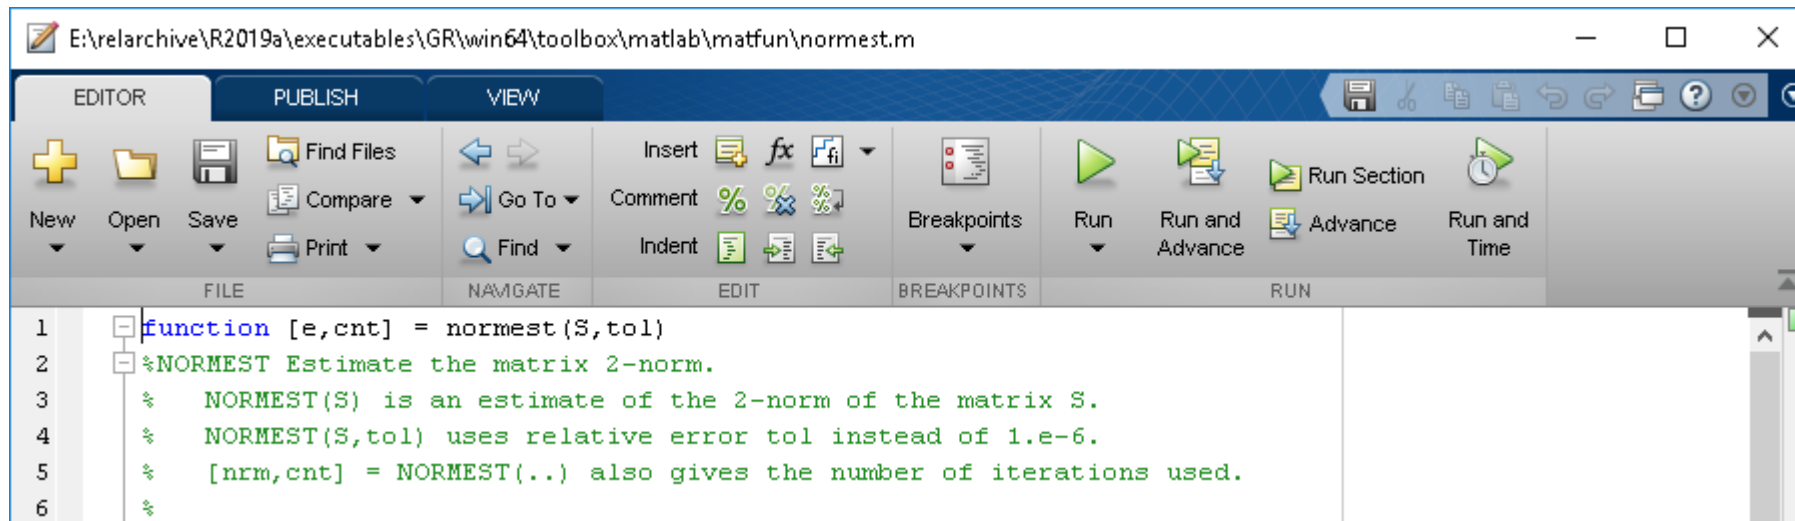 E:\relarchive\R2019a\executables\GR\win64\toolbox\matlab\matfun\normest.m
EDITOR PUBLISH VIEW
New Open Save Find Files Compare Print
Go To Find
Insert fx fi
Comment % % %
Indent
Breakpoints
Run Run and Advance Run Section Advance Run and Time
FILE NAVIGATE EDIT BREAKPOINTS RUN
1 function [e,cnt] = normest(S,tol)
2 %NORMEST Estimate the matrix 2-norm.
3 %   NORMEST(S) is an estimate of the 2-norm of the matrix S.
4 %   NORMEST(S,tol) uses relative error tol instead of 1.e-6.
5 %   [nrm,cnt] = NORMEST(..) also gives the number of iterations used.
6 %